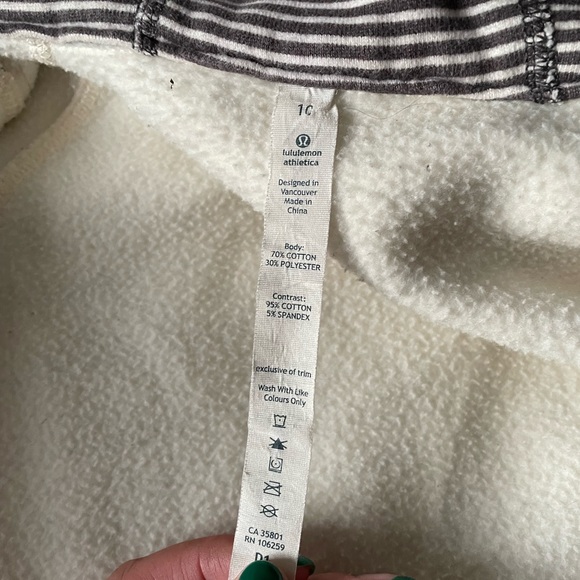 lululemon
athletica
Designed in
Vancouver
Made in
China
Body:
70% COTTON
30% POLYESTER
Contrast:
95% COTTON
5% SPANDEX
exclusive of trim
Wash With Like
Colours Only
CA 35801
RN 106259